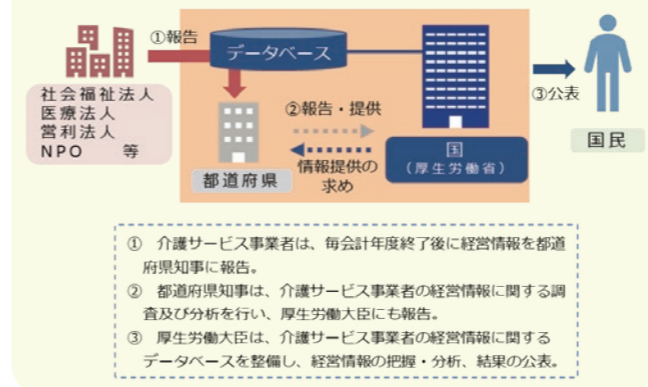 ①報告
データベース
社会福祉法人
医療法人
営利法人
NPO 等
②報告・提供
都道府県
情報提供の
求め
国
(厚生労働省)
③公表
国民
① 介護サービス事業者は、毎会計年度終了後に経営情報を都道
府県知事に報告。
② 都道府県知事は、介護サービス事業者の経営情報に関する調
査及び分析を行い、厚生労働大臣にも報告。
③ 厚生労働大臣は、介護サービス事業者の経営情報に関する
データベースを整備し、経営情報の把握・分析、結果の公表。